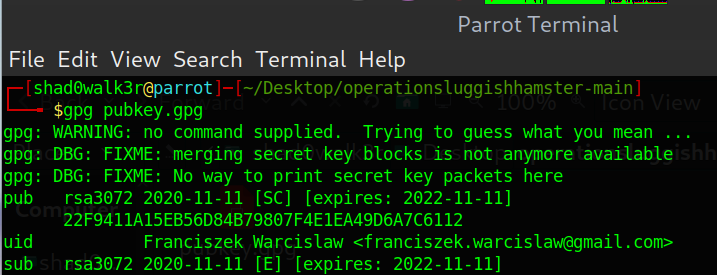 Parrot Terminal
File Edit View Search Terminal Help
┌─[shad0walk3r@parrot]─[~/Desktop/operationsluggishhamster-main]
└──╼ $gpg pubkey.gpg
gpg: WARNING: no command supplied.  Trying to guess what you mean ...
gpg: DBG: FIXME: merging secret key blocks is not anymore available
gpg: DBG: FIXME: No way to print secret key packets here
pub   rsa3072 2020-11-11 [SC] [expires: 2022-11-11]
      22F9411A15EB56D84B79807F4E1EA49D6A7C6112
uid           Franciszek Warcislaw <franciszek.warcislaw@gmail.com>
sub   rsa3072 2020-11-11 [E] [expires: 2022-11-11]
100%
Icon View